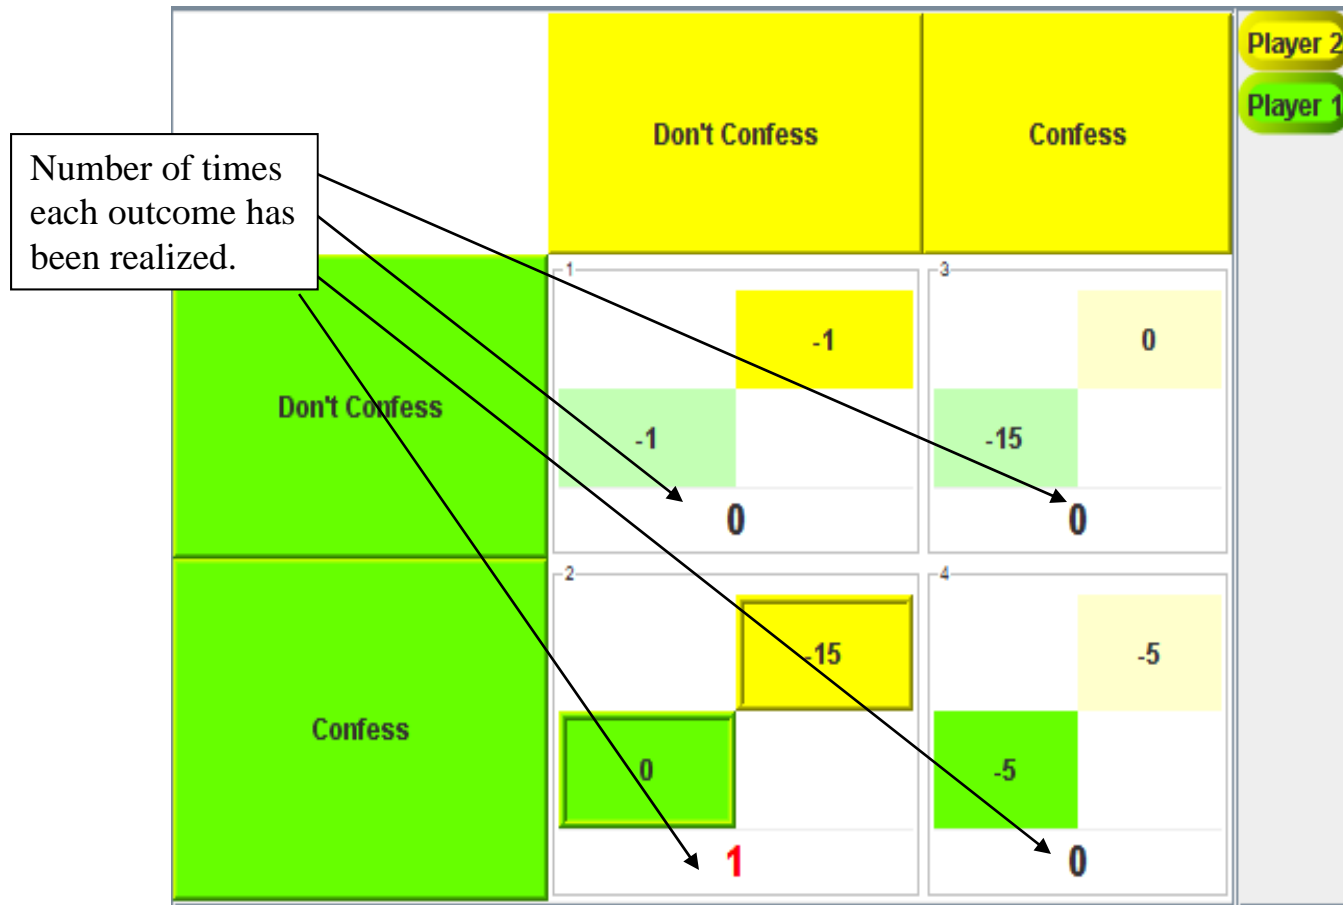 Player 2
Player 1
Don't Confess
Confess
Number of times
each outcome has
been realized.
Don't Confess
1
-1
-1
0
3
0
-15
0
Confess
2
-15
0
1
4
-5
-5
0